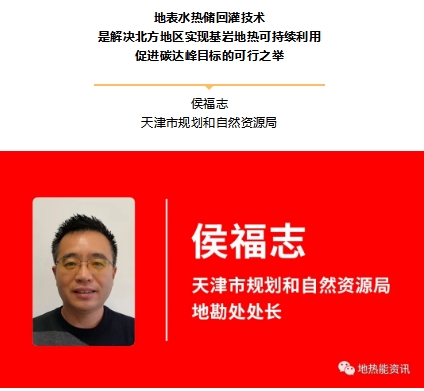 地表水热储回灌技术
是解决北方地区实现基岩地热可持续利用
促进碳达峰目标的可行之举
侯福志
天津市规划和自然资源局
侯福志
天津市规划和自然资源局
地勘处处长
地热能资讯